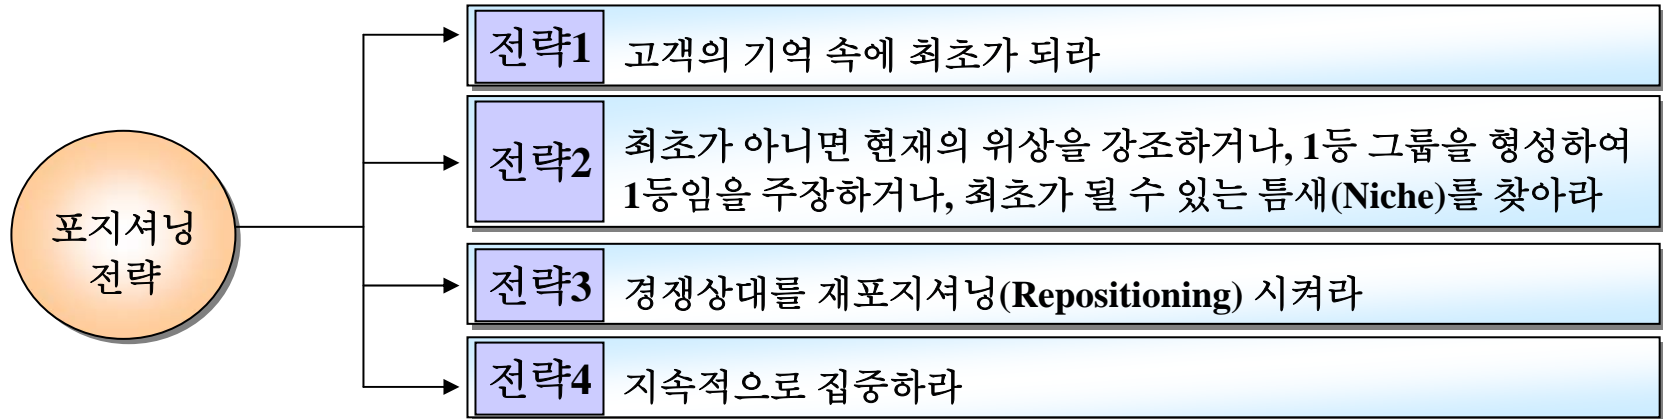 포지셔닝
전략
전략1
고객의 기억 속에 최초가 되라
전략2
최초가 아니면 현재의 위상을 강조하거나, 1등 그룹을 형성하여
1등임을 주장하거나, 최초가 될 수 있는 틈새(Niche)를 찾아라
전략3
경쟁상대를 재포지셔닝(Repositioning) 시켜라
전략4
지속적으로 집중하라